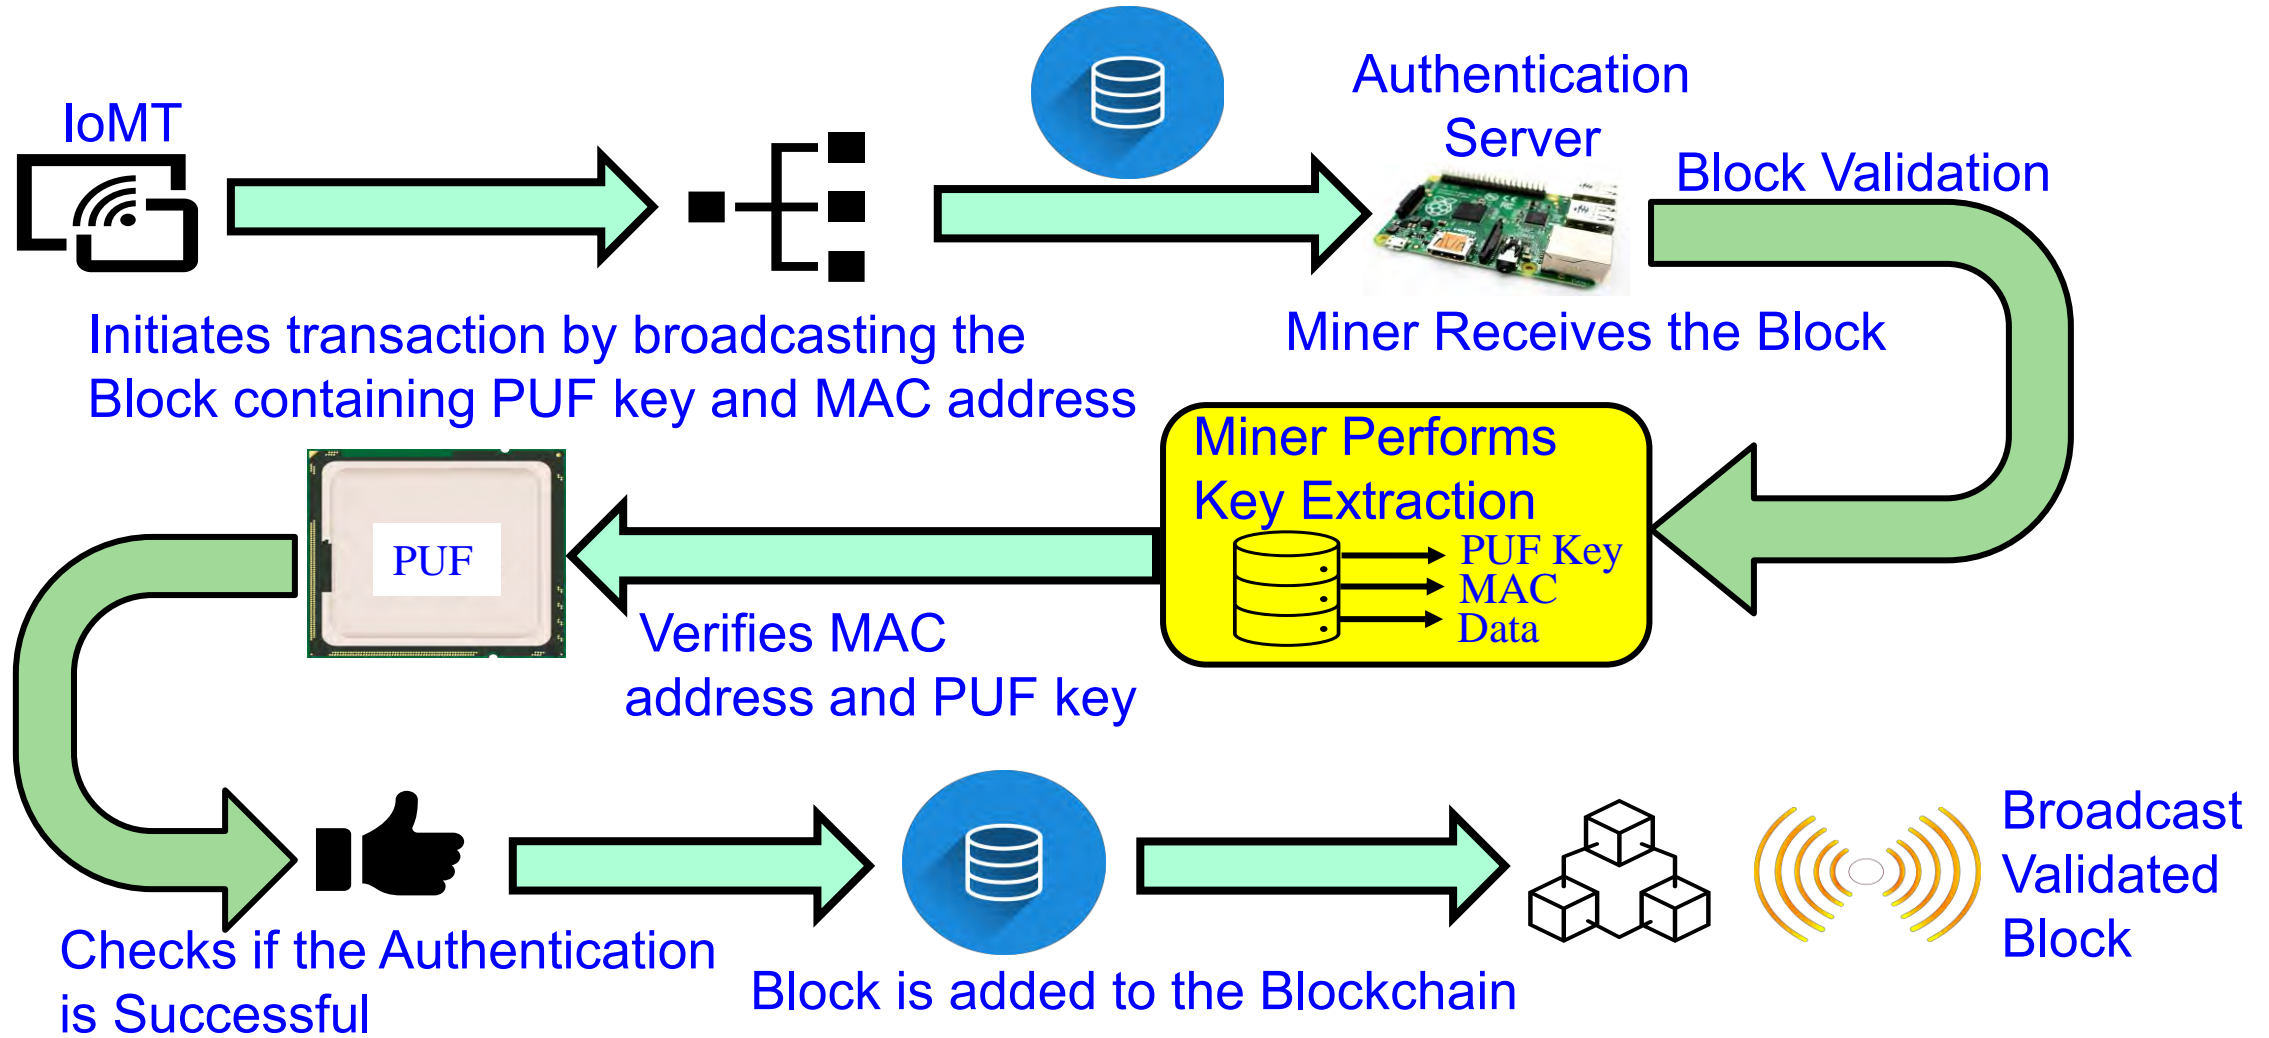 IoMT
Authentication
Server
Block Validation
Initiates transaction by broadcasting the
Block containing PUF key and MAC address
Miner Receives the Block
Miner Performs
Key Extraction
PUF Key
MAC
Data
PUF
Verifies MAC
address and PUF key
Checks if the Authentication
is Successful
Block is added to the Blockchain
Broadcast
Validated
Block